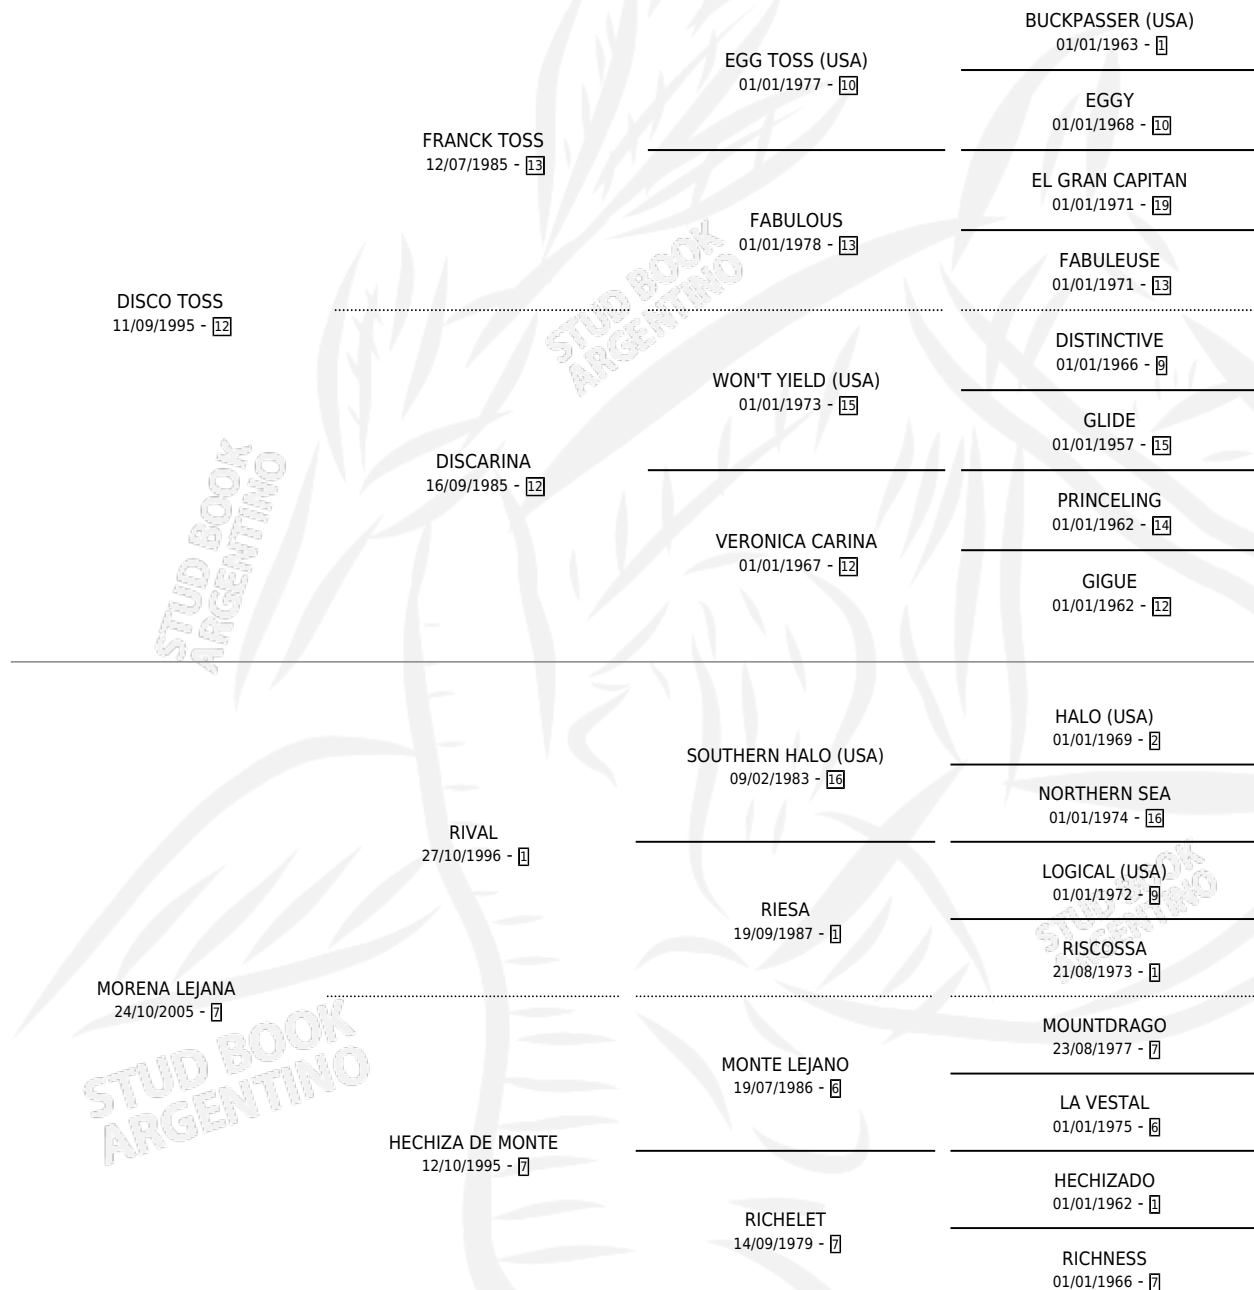 BUCKPASSER (USA)
01/01/1963 - 1
EGG TOSS (USA)
01/01/1977 - 10
EGGY
01/01/1968 - 10
FRANCK TOSS
12/07/1985 - 13
EL GRAN CAPITAN
01/01/1971 - 19
FABULOUS
01/01/1978 - 13
FABULEUSE
01/01/1971 - 13
DISCO TOSS
11/09/1995 - 12
DISTINCTIVE
01/01/1966 - 9
WON'T YIELD (USA)
01/01/1973 - 15
GLIDE
01/01/1957 - 15
DISCARINA
16/09/1985 - 12
PRINCELING
01/01/1962 - 14
VERONICA CARINA
01/01/1967 - 12
GIGUE
01/01/1962 - 12
STUD BOOK
ARGENTINO
STUD BOOK
ARGENTINO
HALO (USA)
01/01/1969 - 2
SOUTHERN HALO (USA)
09/02/1983 - 16
NORTHERN SEA
01/01/1974 - 16
RIVAL
27/10/1996 - 1
LOGICAL (USA)
01/01/1972 - 9
RIESA
19/09/1987 - 1
RISCOSSA
21/08/1973 - 1
STUD BOOK
ARGENTINO
MORENA LEJANA
24/10/2005 - 7
MOUNTDRAGO
23/08/1977 - 7
MONTE LEJANO
19/07/1986 - 6
LA VESTAL
01/01/1975 - 6
STUD BOOK
ARGENTINO
HECHIZA DE MONTE
12/10/1995 - 7
HECHIZADO
01/01/1962 - 1
RICHELET
14/09/1979 - 7
RICHNESS
01/01/1966 - 7